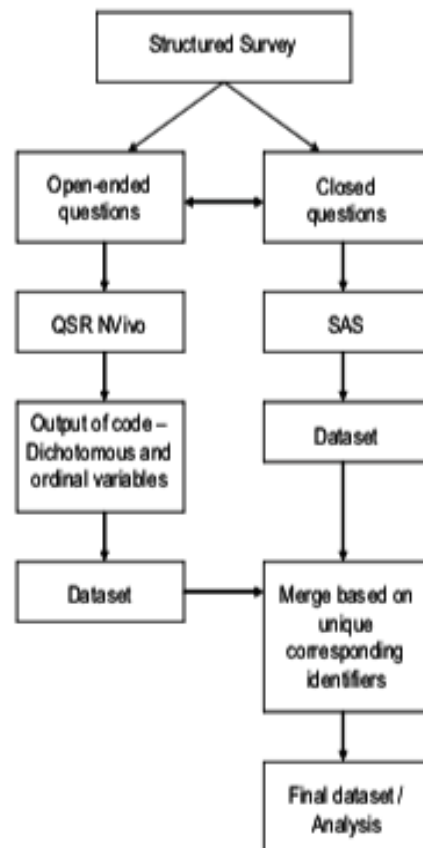 Structured Survey
Open-ended
questions
Closed
questions
QSR NVivo
SAS
Output of code –
Dichotomous and
ordinal variables
Dataset
Dataset
Merge based on
unique
corresponding
identifiers
Final dataset /
Analysis